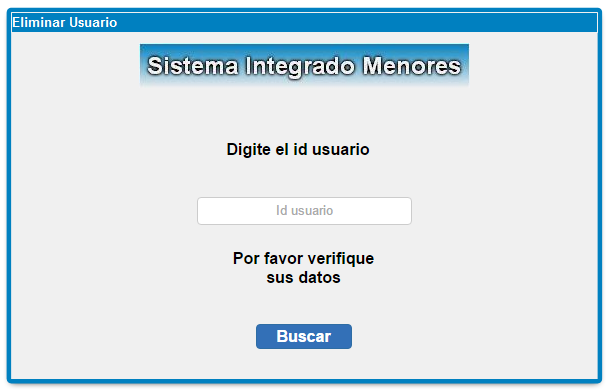 Eliminar Usuario
Sistema Integrado Menores
Digite el id usuario
Id usuario
Por favor verifique
sus datos
Buscar